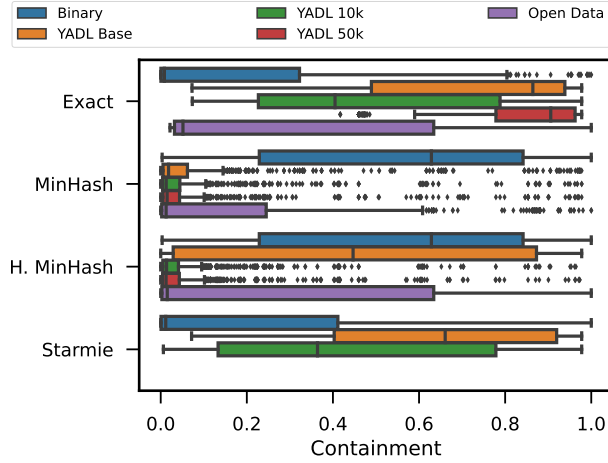 Binary YADL 10k Open Data
YADL Base YADL 50k
Exact
MinHash
H. MinHash
Starmie
0.0 0.2 0.4 0.6 0.8 1.0
Containment